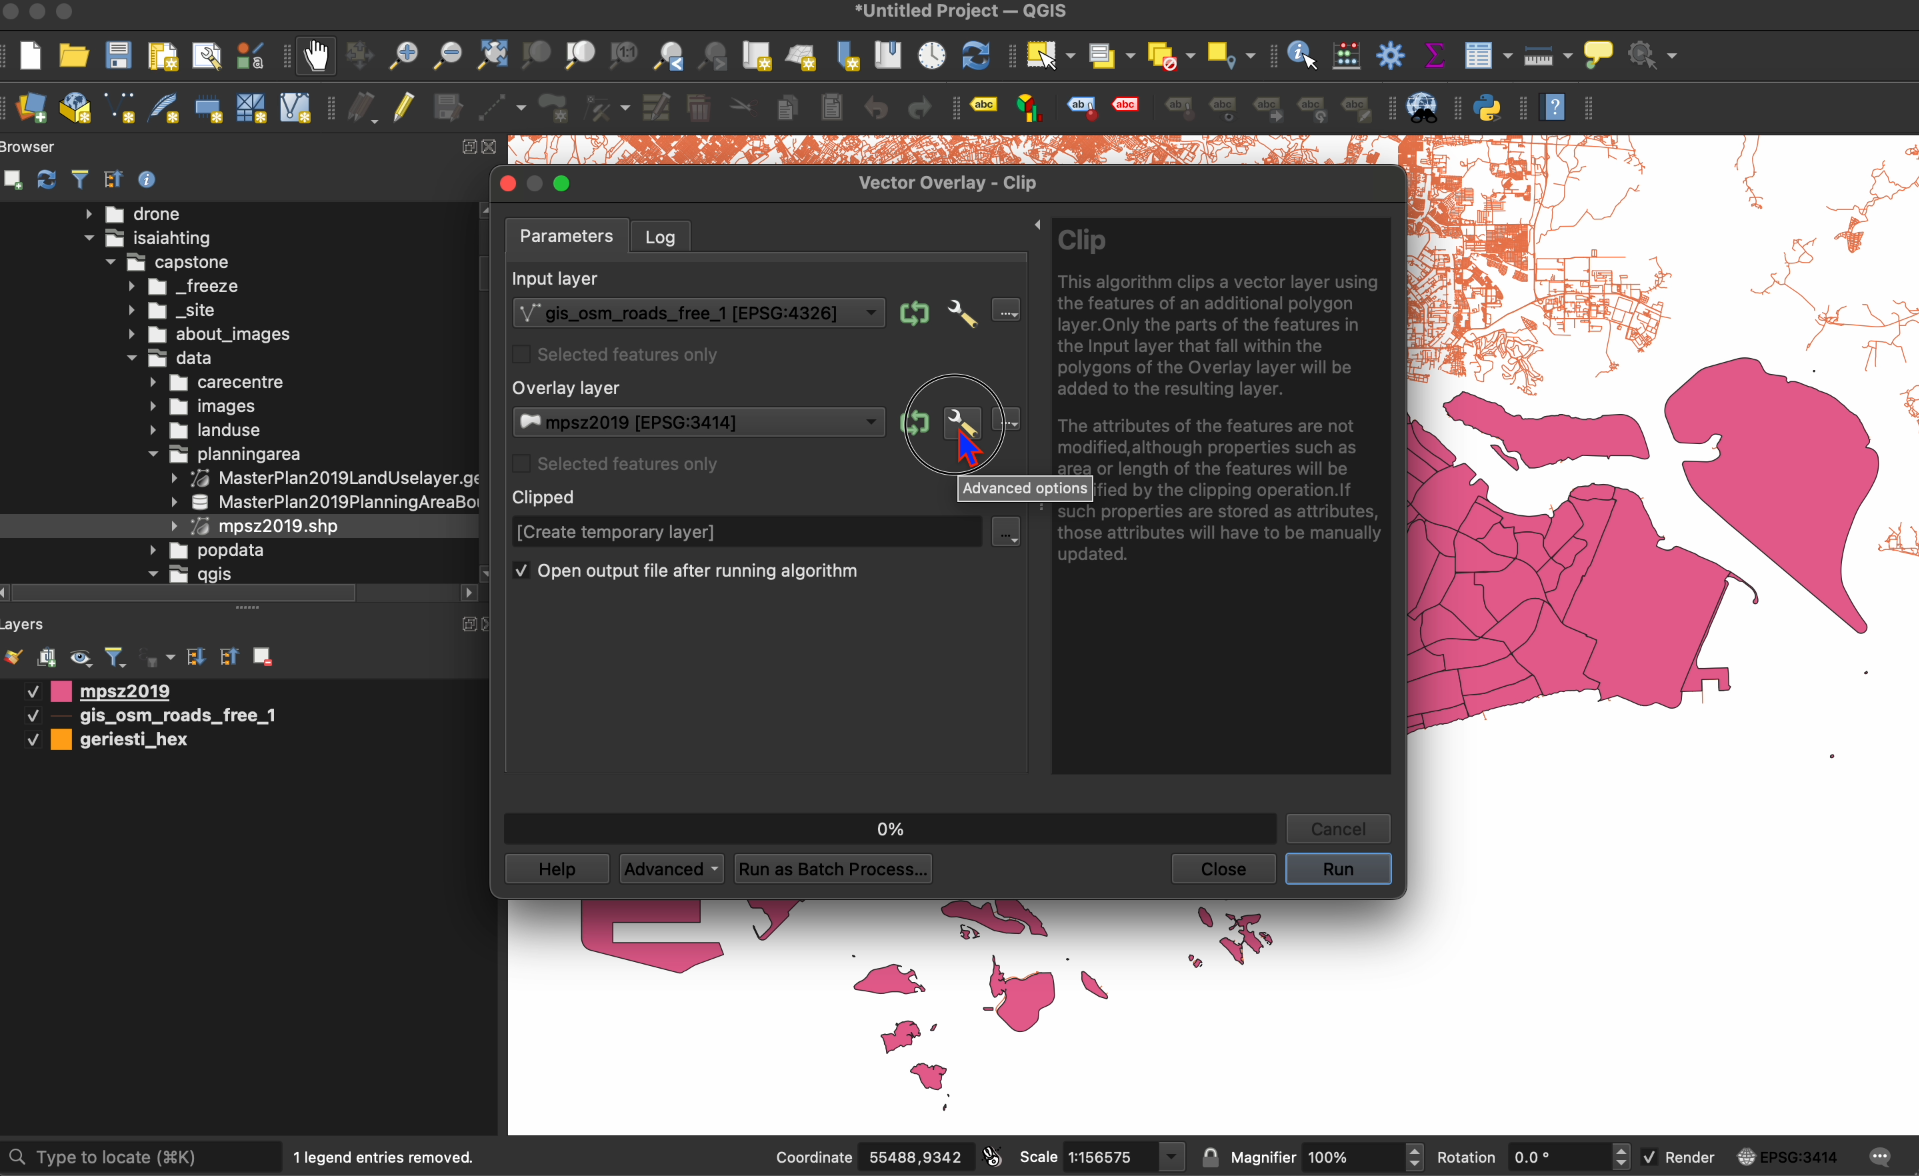 *Untitled Project — QGIS
Browser
drone
isaiahting
capstone
_freeze
_site
about_images
data
carecentre
images
landuse
planningarea
MasterPlan2019LandUselayer.ge
MasterPlan2019PlanningAreaBo
mpsz2019.shp
popdata
qgis
Layers
mpsz2019
gis_osm_roads_free_1
geriesti_hex
Vector Overlay - Clip
Parameters
Log
Input layer
gis_osm_roads_free_1 [EPSG:4326]
Selected features only
Overlay layer
mpsz2019 [EPSG:3414]
Selected features only
Advanced options
Clipped
[Create temporary layer]
Open output file after running algorithm
Clip
This algorithm clips a vector layer using
the features of an additional polygon
layer.Only the parts of the features in
the Input layer that fall within the
polygons of the Overlay layer will be
added to the resulting layer.
The attributes of the features are not
modified,although properties such as
area or length of the features will be
ified by the clipping operation.If
such properties are stored as attributes,
those attributes will have to be manually
updated.
0%
Cancel
Help
Advanced
Run as Batch Process...
Close
Run
Type to locate (⌘K)
1 legend entries removed.
Coordinate
55488,9342
Scale
1:156575
Magnifier
100%
Rotation
0.0 °
Render
EPSG:3414